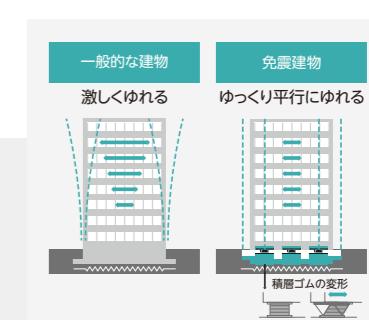 一般的な建物
激しくゆれる
免震建物
ゆっくり平行にゆれる
積層ゴムの変形